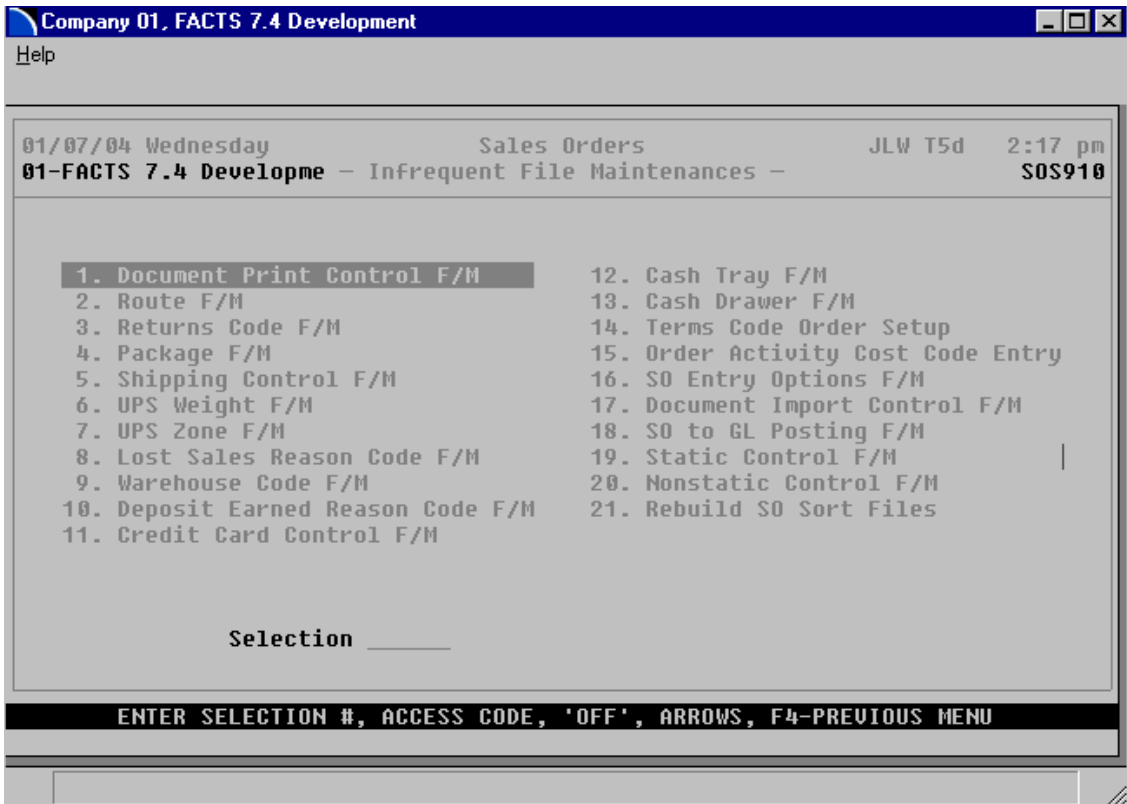 Company 01, FACTS 7.4 Development
Help
01/07/04 Wednesday Sales Orders JLW T5d 2:17 pm
01-FACTS 7.4 Developme — Infrequent File Maintenances — SOS910
1. Document Print Control F/M
2. Route F/M
3. Returns Code F/M
4. Package F/M
5. Shipping Control F/M
6. UPS Weight F/M
7. UPS Zone F/M
8. Lost Sales Reason Code F/M
9. Warehouse Code F/M
10. Deposit Earned Reason Code F/M
11. Credit Card Control F/M
12. Cash Tray F/M
13. Cash Drawer F/M
14. Terms Code Order Setup
15. Order Activity Cost Code Entry
16. SO Entry Options F/M
17. Document Import Control F/M
18. SO to GL Posting F/M
19. Static Control F/M
20. Nonstatic Control F/M
21. Rebuild SO Sort Files
Selection ______
ENTER SELECTION #, ACCESS CODE, 'OFF', ARROWS, F4-PREVIOUS MENU